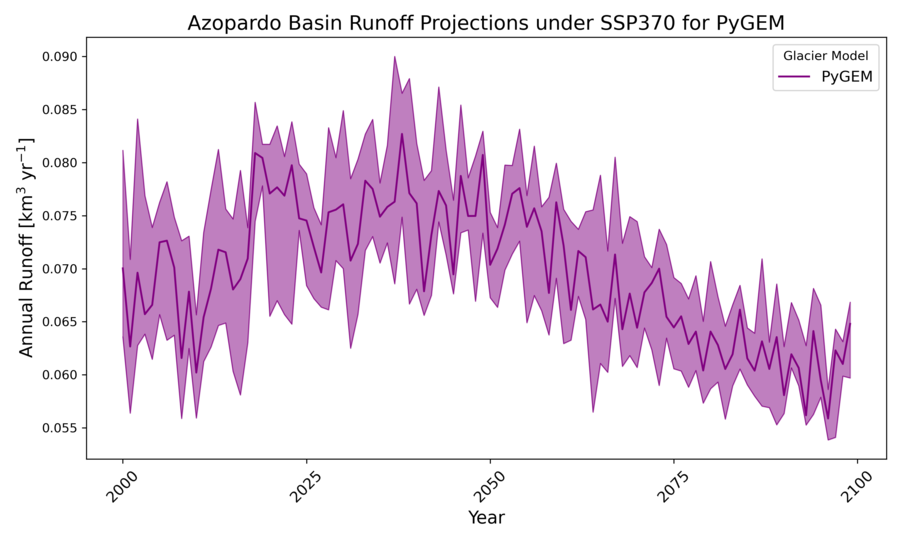 Azopardo Basin Runoff Projections under SSP370 for PyGEM
Glacier Model
PyGEM
Annual Runoff [km³ yr⁻¹]
0.090
0.085
0.080
0.075
0.070
0.065
0.060
0.055
2000
2025
2050
2075
2100
Year